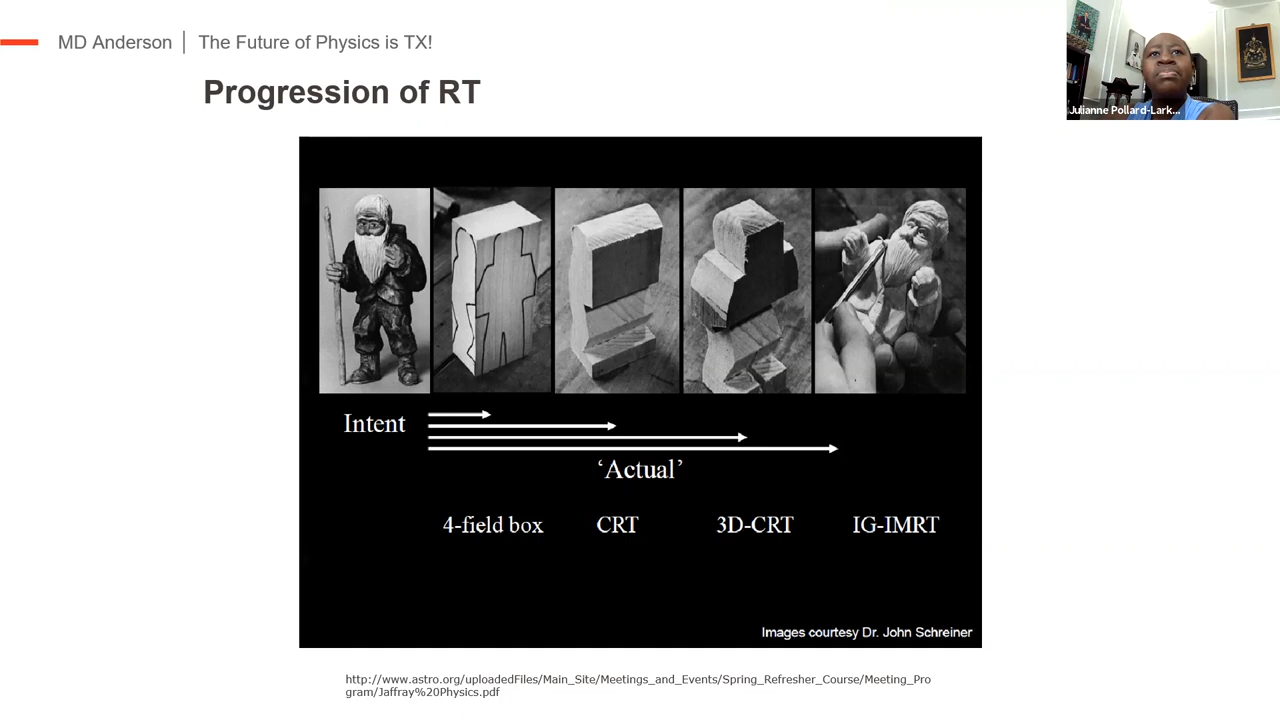 MD Anderson | The Future of Physics is TX!
Julianne Pollard-Lark...
Progression of RT
Intent
'Actual'
4-field box CRT 3D-CRT IG-IMRT
Images courtesy Dr. John Schreiner
http://www.astro.org/uploadedFiles/Main_Site/Meetings_and_Events/Spring_Refresher_Course/Meeting_Pro
gram/Jaffray%20Physics.pdf